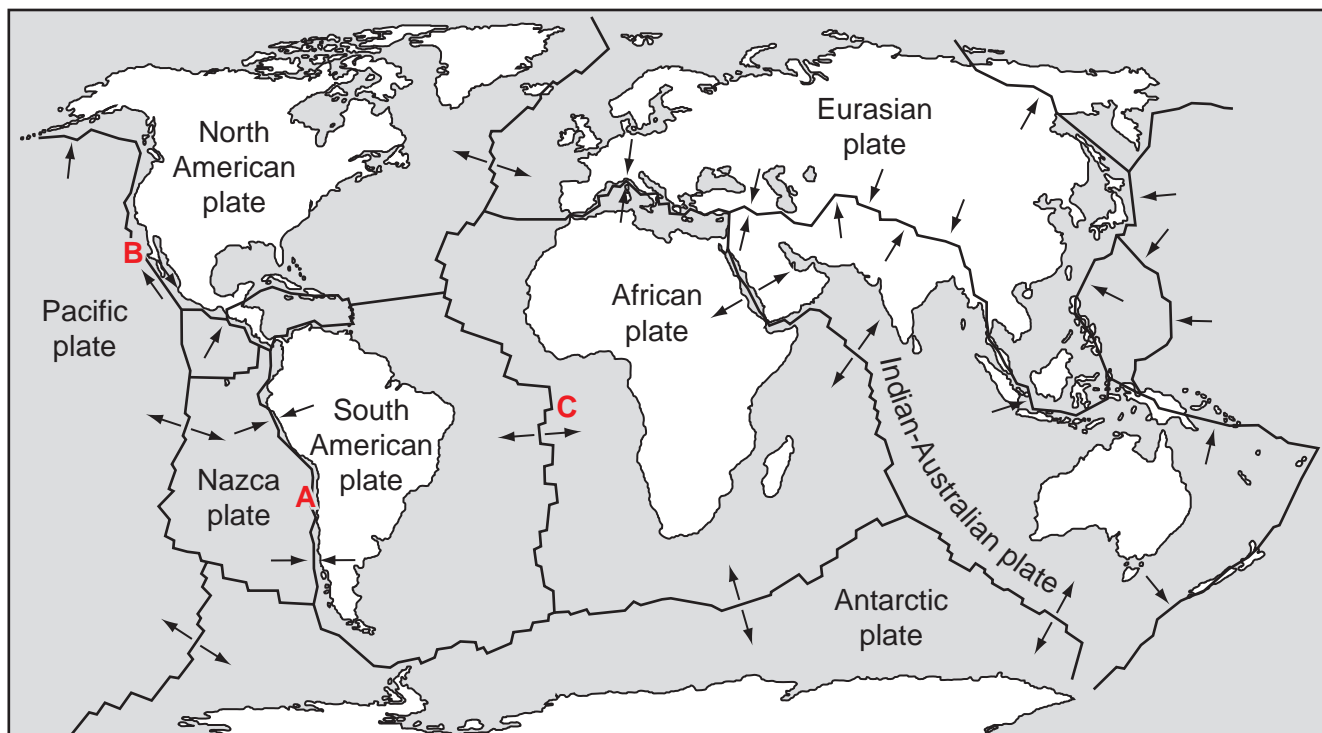 North
American
plate
Eurasian
plate
B
Pacific
plate
African
plate
C
South
American
plate
Nazca
plate
A
Indian-Australian plate
Antarctic
plate